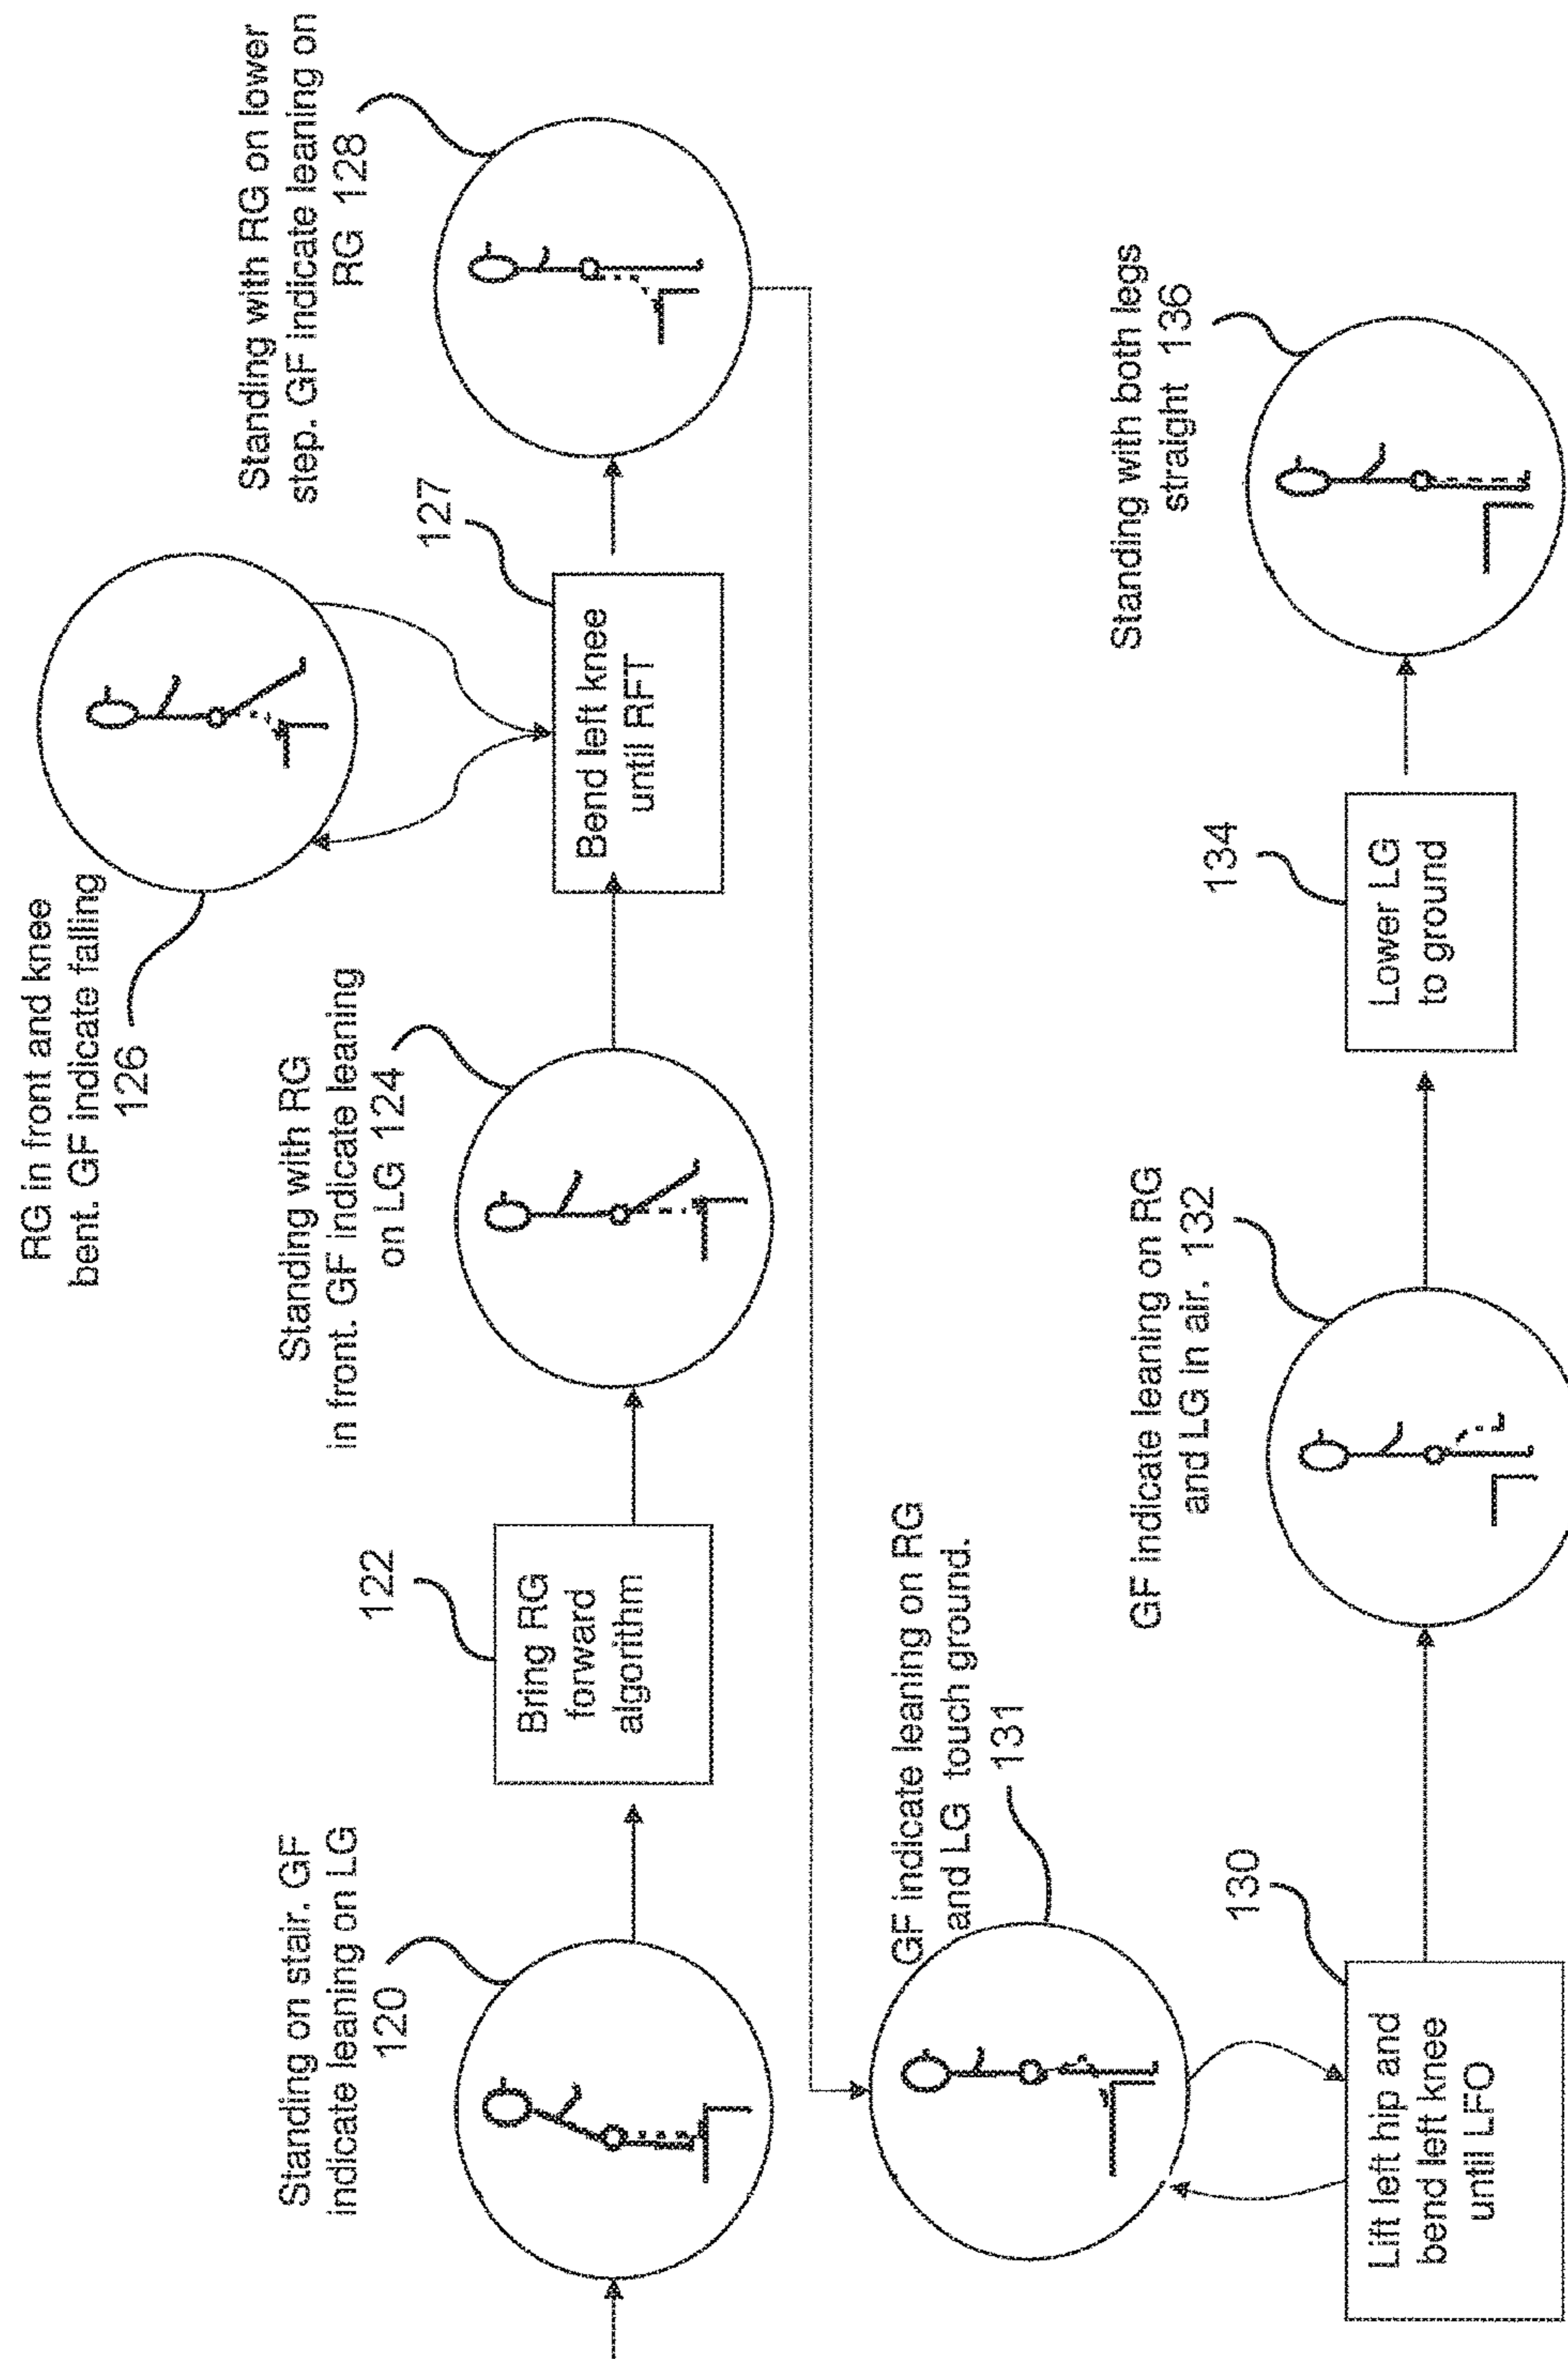 Standing on stair. GF
indicate leaning on LG
120
122
Bring RG
forward
algorithm
Standing with RG
in front. GF indicate leaning
on LG 124
RG in front and knee
bent. GF indicate falling
126
127
Bend left knee
until RFT
Standing with RG on lower
step. GF indicate leaning on
RG 128
GF indicate leaning on RG
and LG touch ground.
131
130
Lift left hip and
bend left knee
until LFO
GF indicate leaning on RG
and LG in air. 132
134
Lower LG
to ground
Standing with both legs
straight 136